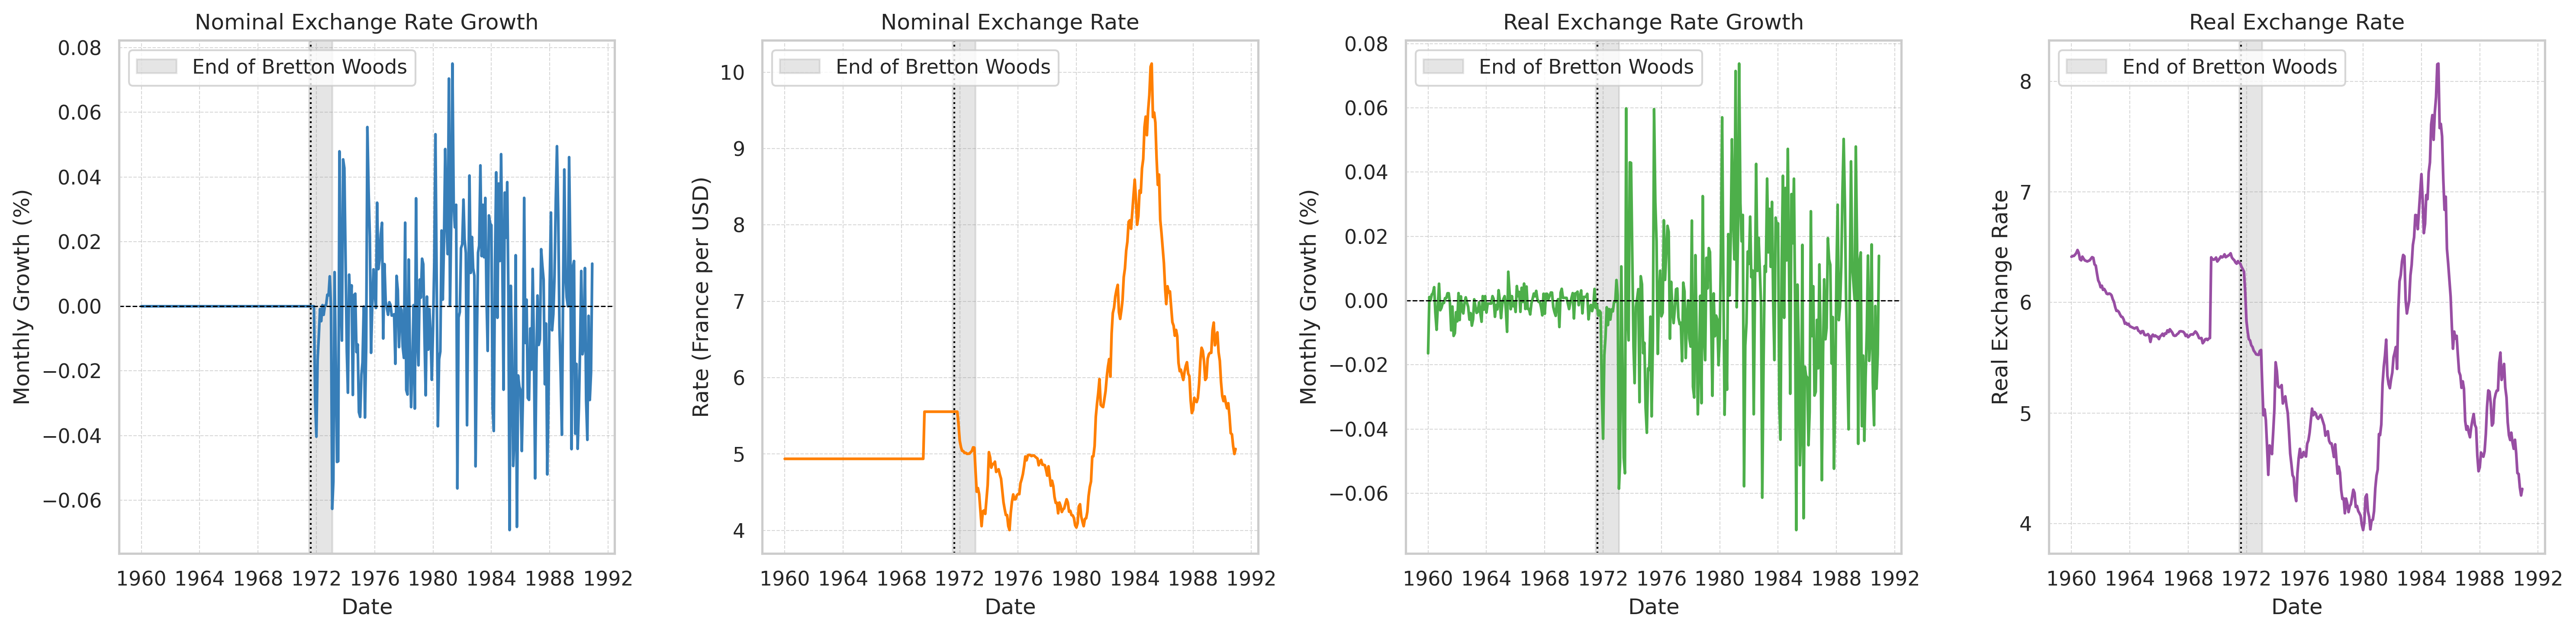 Nominal Exchange Rate Growth
End of Bretton Woods
Monthly Growth (%)
0.08
0.06
0.04
0.02
0.00
−0.02
−0.04
−0.06
1960 1964 1968 1972 1976 1980 1984 1988 1992
Date
Nominal Exchange Rate
End of Bretton Woods
Rate (France per USD)
10
9
8
7
6
5
4
1960 1964 1968 1972 1976 1980 1984 1988 1992
Date
Real Exchange Rate Growth
End of Bretton Woods
Monthly Growth (%)
0.08
0.06
0.04
0.02
0.00
−0.02
−0.04
−0.06
1960 1964 1968 1972 1976 1980 1984 1988 1992
Date
Real Exchange Rate
End of Bretton Woods
Real Exchange Rate
8
7
6
5
4
1960 1964 1968 1972 1976 1980 1984 1988 1992
Date